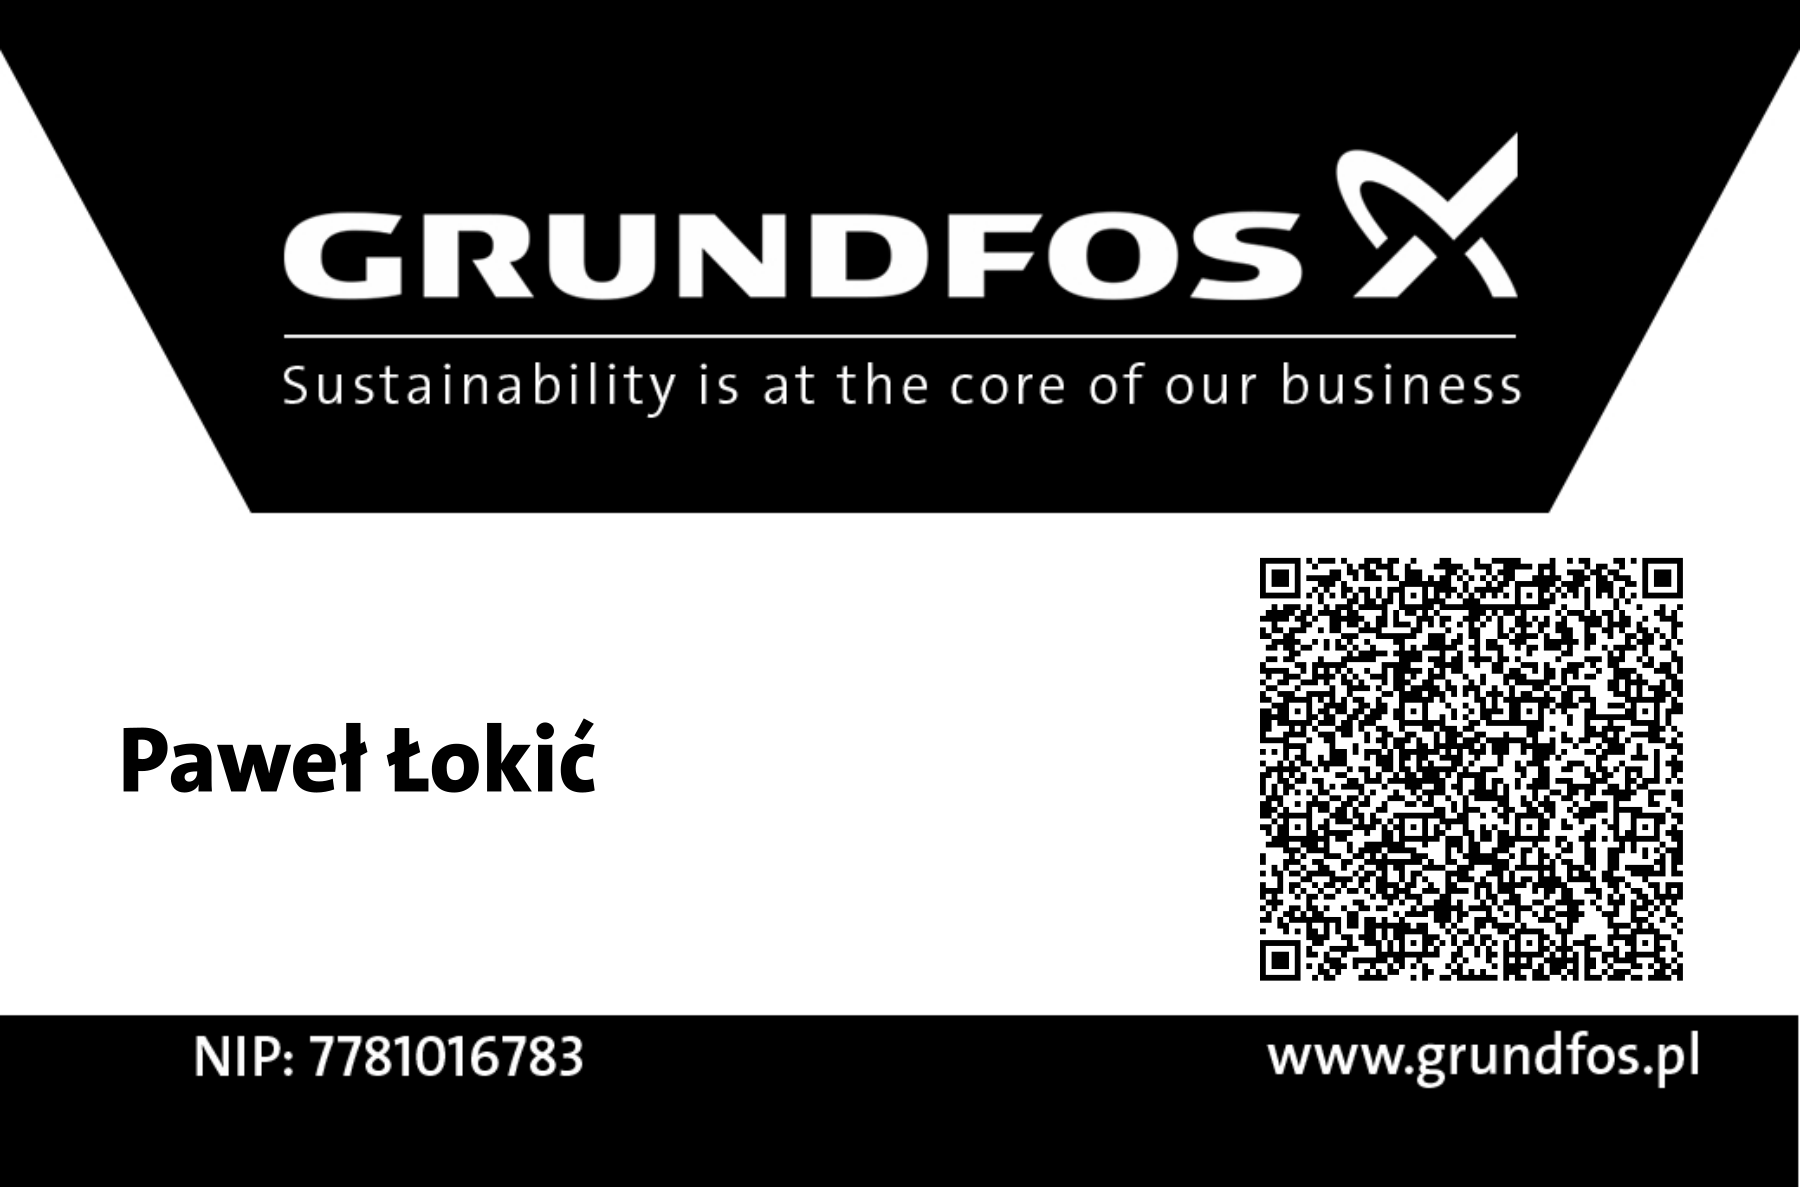 GRUNDFOS
Sustainability is at the core of our business
Paweł Łokić
NIP: 7781016783
www.grundfos.pl